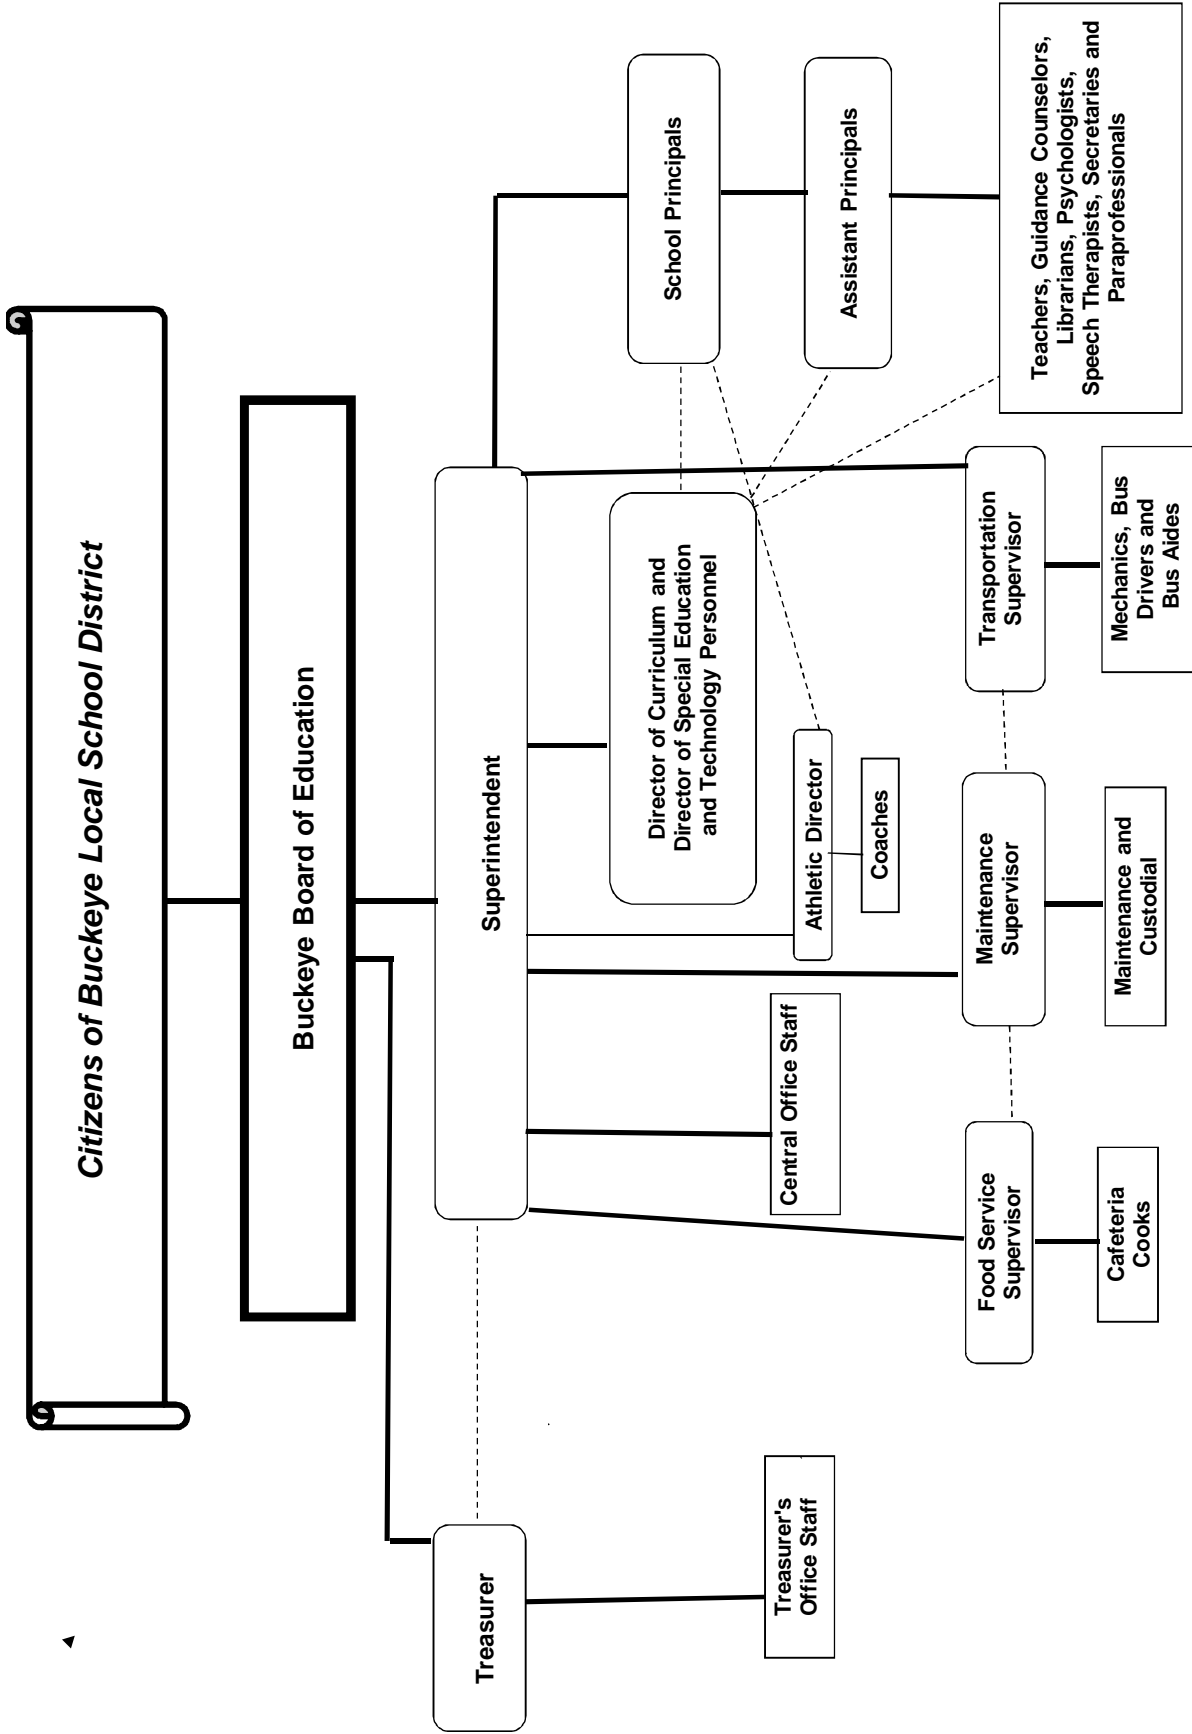 Citizens of Buckeye Local School District
Buckeye Board of Education
Treasurer
Superintendent
School Principals
Director of Curriculum and
Director of Special Education
and Technology Personnel
Assistant Principals
Treasurer's
Office Staff
Central Office Staff
Athletic Director
Coaches
Food Service
Supervisor
Maintenance
Supervisor
Transportation
Supervisor
Teachers, Guidance Counselors,
Librarians, Psychologists,
Speech Therapists, Secretaries and
Paraprofessionals
Cafeteria
Cooks
Maintenance and
Custodial
Mechanics, Bus
Drivers and
Bus Aides